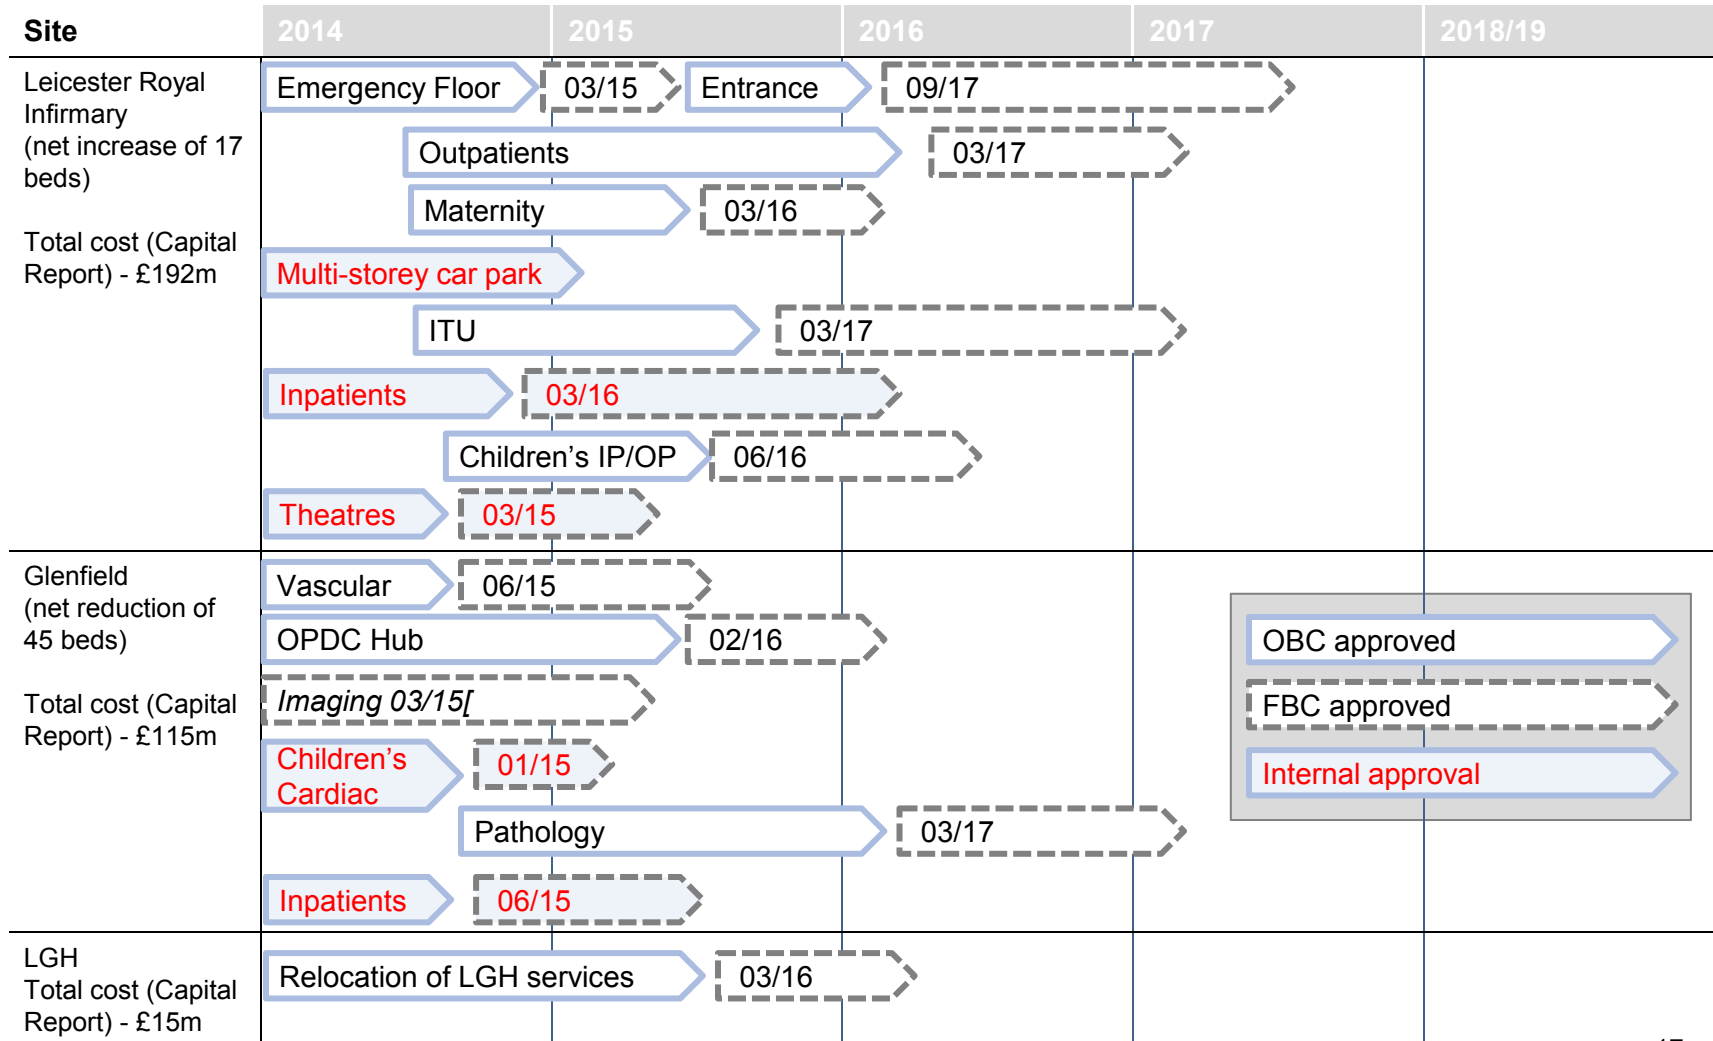 Site 2014 2015 2016 2017 2018/19
Leicester Royal
Infirmary
(net increase of 17
beds)
Total cost (Capital
Report) - £192m
Emergency Floor 03/15 Entrance 09/17
Outpatients 03/17
Maternity 03/16
Multi-storey car park
ITU 03/17
Inpatients 03/16
Children's IP/OP 06/16
Theatres 03/15
Glenfield
(net reduction of
45 beds)
Total cost (Capital
Report) - £115m
Vascular 06/15
OPDC Hub 02/16
Imaging 03/15[
Children's
Cardiac
01/15
Pathology 03/17
Inpatients 06/15
OBC approved
FBC approved
Internal approval
LGH
Total cost (Capital
Report) - £15m
Relocation of LGH services 03/16